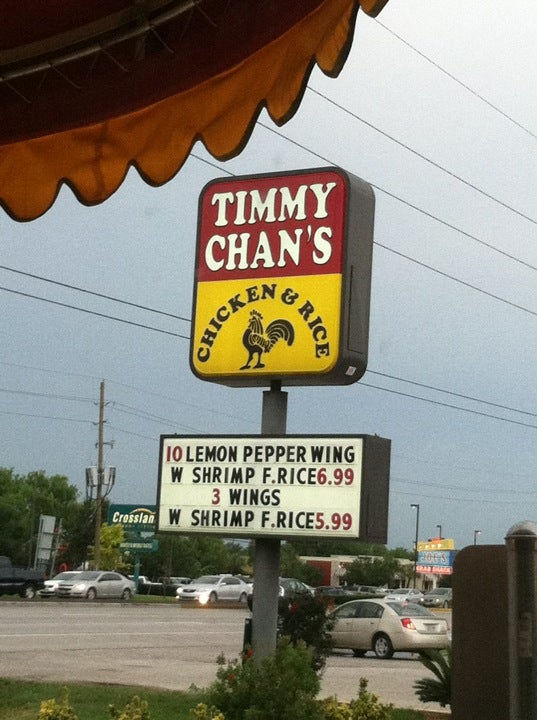 TIMMY
CHAN'S
CHICKEN & RICE
10 LEMON PEPPER WING
W SHRIMP F.RICE 6.99
3 WINGS
W SHRIMP F.RICE 5.99
Crossian